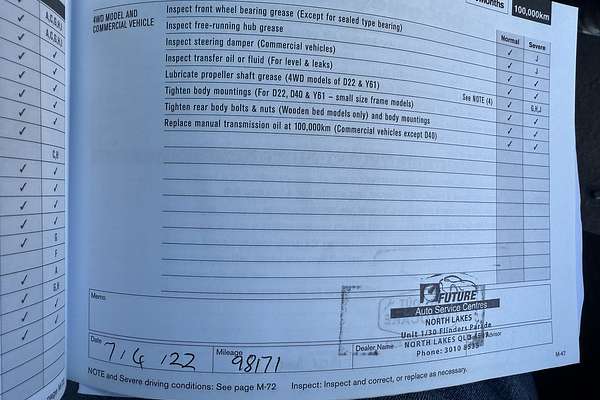 Months
100,000km
4WD MODEL AND
COMMERCIAL VEHICLE
Normal Severe
Inspect front wheel bearing grease (Except for sealed type bearing) ✓ J
Inspect free-running hub grease ✓ J
Inspect steering damper (Commercial vehicles) ✓ ✓
Inspect transfer oil or fluid (For level & leaks) ✓ ✓
Lubricate propeller shaft grease (4WD models of D22 & Y61) ✓ G,H,J
Tighten body mountings (For D22, D40 & Y61 – small size frame models) See NOTE (4) ✓ ✓
Tighten rear body bolts & nuts (Wooden bed models only) and body mountings ✓ ✓
Replace manual transmission oil at 100,000km (Commercial vehicles except D40) ✓ ✓
A,C,G,H
A,C,G,H
C,H
G
F
A
G,H
Memo
FUTURE
Auto Service Centres
NORTH LAKES
Unit 1/30 Flinders Parade
NORTH LAKES QLD 4509
Phone: 3010 8535
Date 7/4/22
Mileage 98171
Dealer Name
Advisor
NOTE and Severe driving conditions: See page M-72 Inspect: Inspect and correct, or replace as necessary.
M-47